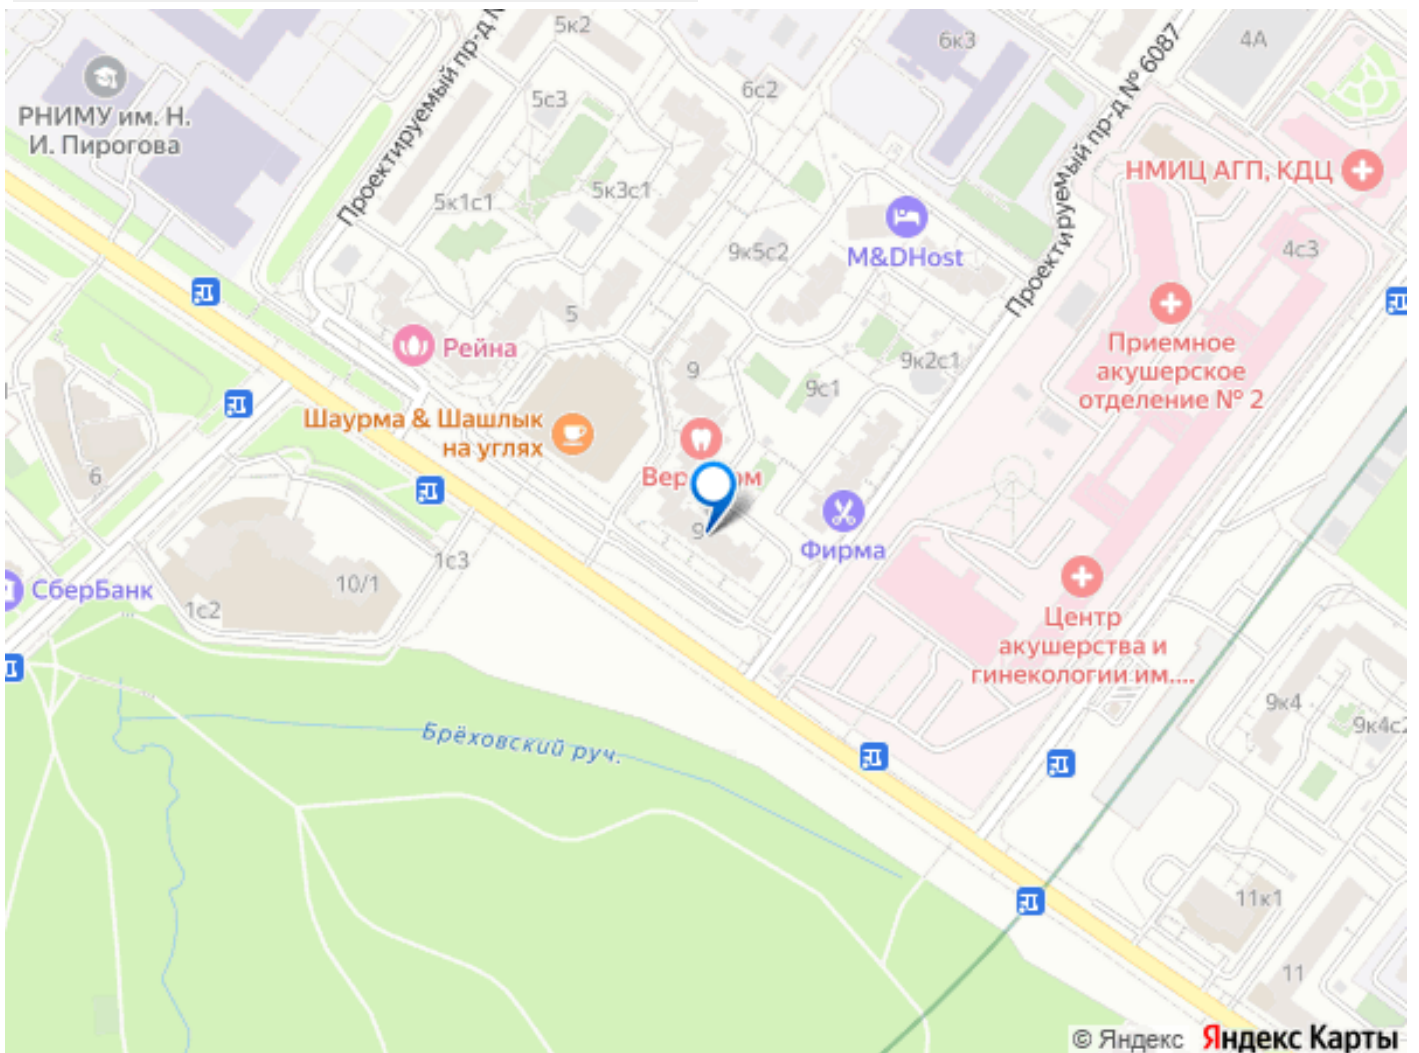 5к2
6к3
4А
Проектируемый пр-д №
Проектируемый пр-д № 6087
РНИМУ им. Н.
И. Пирогова
5с3
6с2
5к3с1
5к1с1
НМИЦ АГП, КДЦ
M&DHost
9к5с2
4с3
5
Рейна
9
9с1
9к2с1
Приемное
акушерское
отделение № 2
Шаурма & Шашлык
на углях
6
9
Фирма
1с3
10/1
1с2
СберБанк
Центр
акушерства и
гинекологии им....
Брёховский руч.
9к4
9к4с2
11к1
11
© Яндекс Яндекс Карты